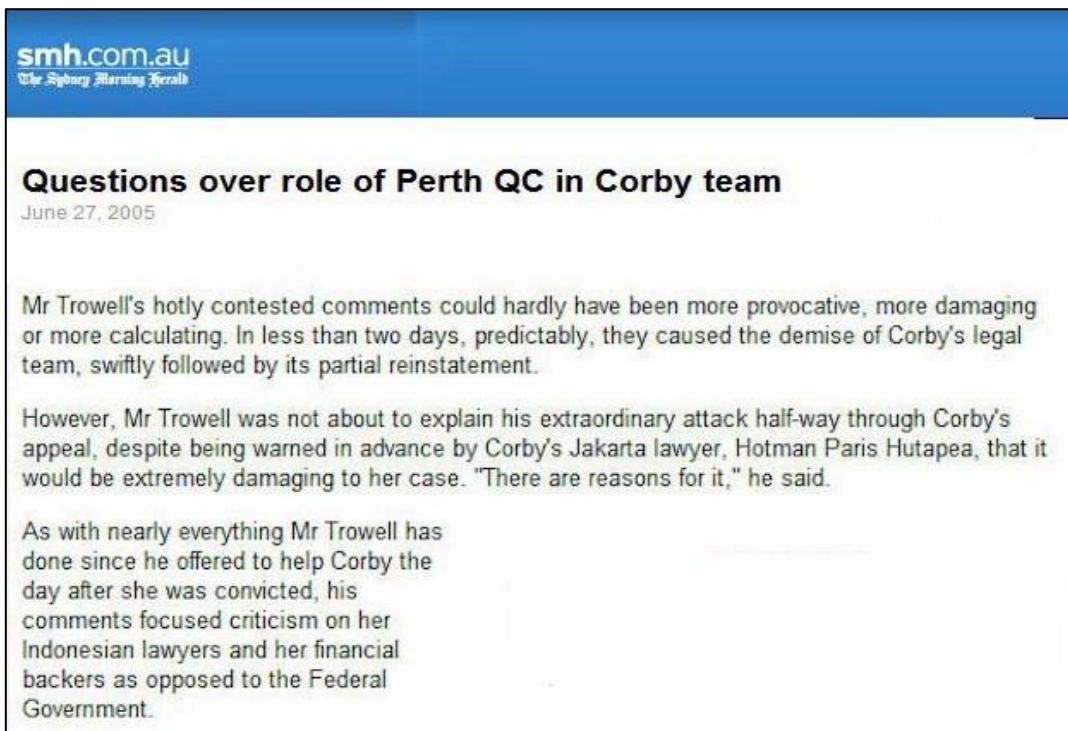 smh.com.au
The Sydney Morning Herald
Questions over role of Perth QC in Corby team
June 27, 2005
Mr Trowell's hotly contested comments could hardly have been more provocative, more damaging
or more calculating. In less than two days, predictably, they caused the demise of Corby's legal
team, swiftly followed by its partial reinstatement.
However, Mr Trowell was not about to explain his extraordinary attack half-way through Corby's
appeal, despite being warned in advance by Corby's Jakarta lawyer, Hotman Paris Hutapea, that it
would be extremely damaging to her case. "There are reasons for it," he said.
As with nearly everything Mr Trowell has
done since he offered to help Corby the
day after she was convicted, his
comments focused criticism on her
Indonesian lawyers and her financial
backers as opposed to the Federal
Government.